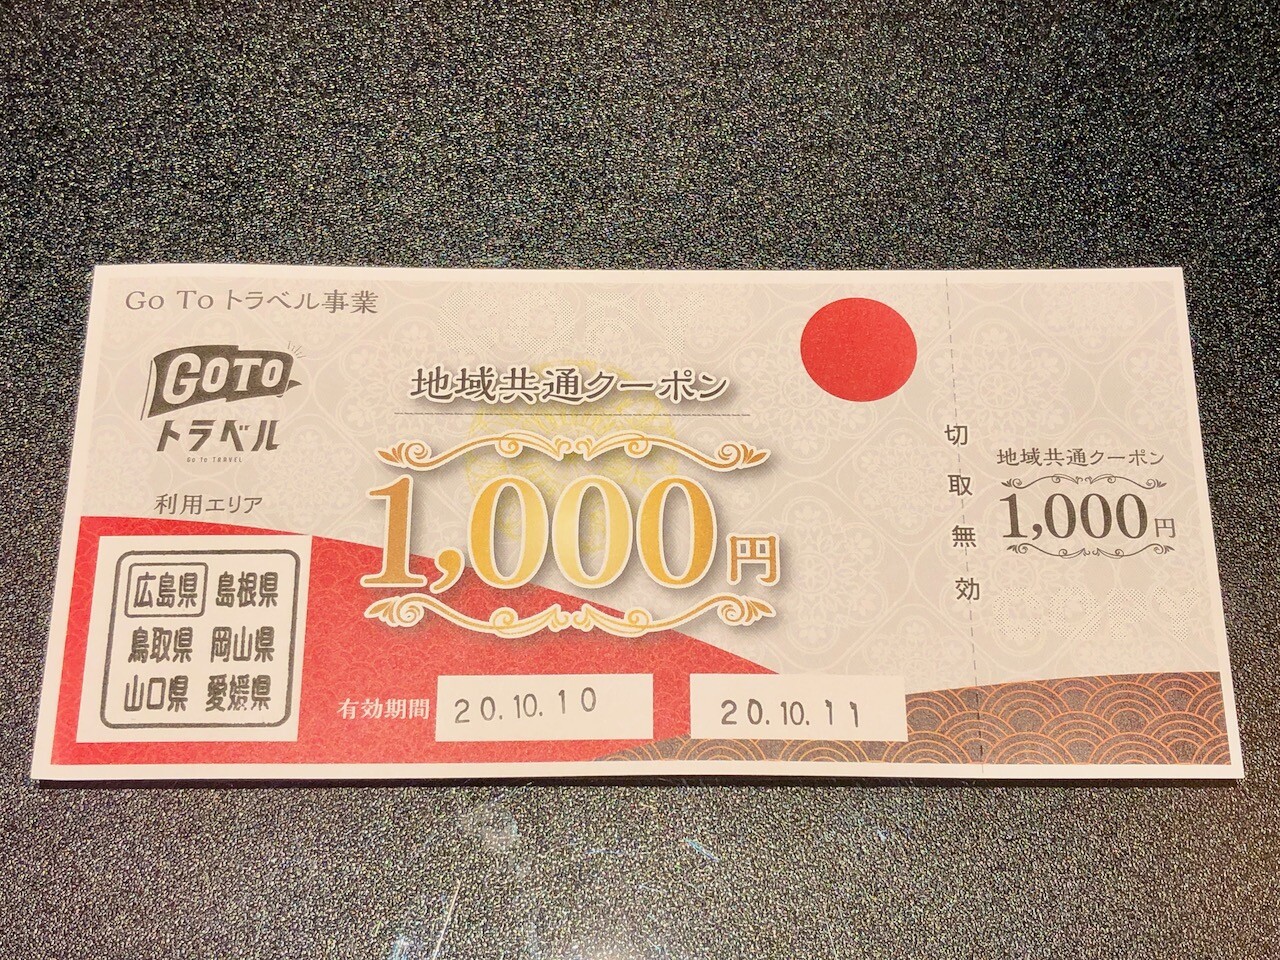 Go To トラベル事業
GOTO
トラベル
Go To TRAVEL
利用エリア
広島県 島根県
鳥取県 岡山県
山口県 愛媛県
地域共通クーポン
1,000円
有効期間 20.10.10 20.10.11
切取無効
地域共通クーポン
1,000円